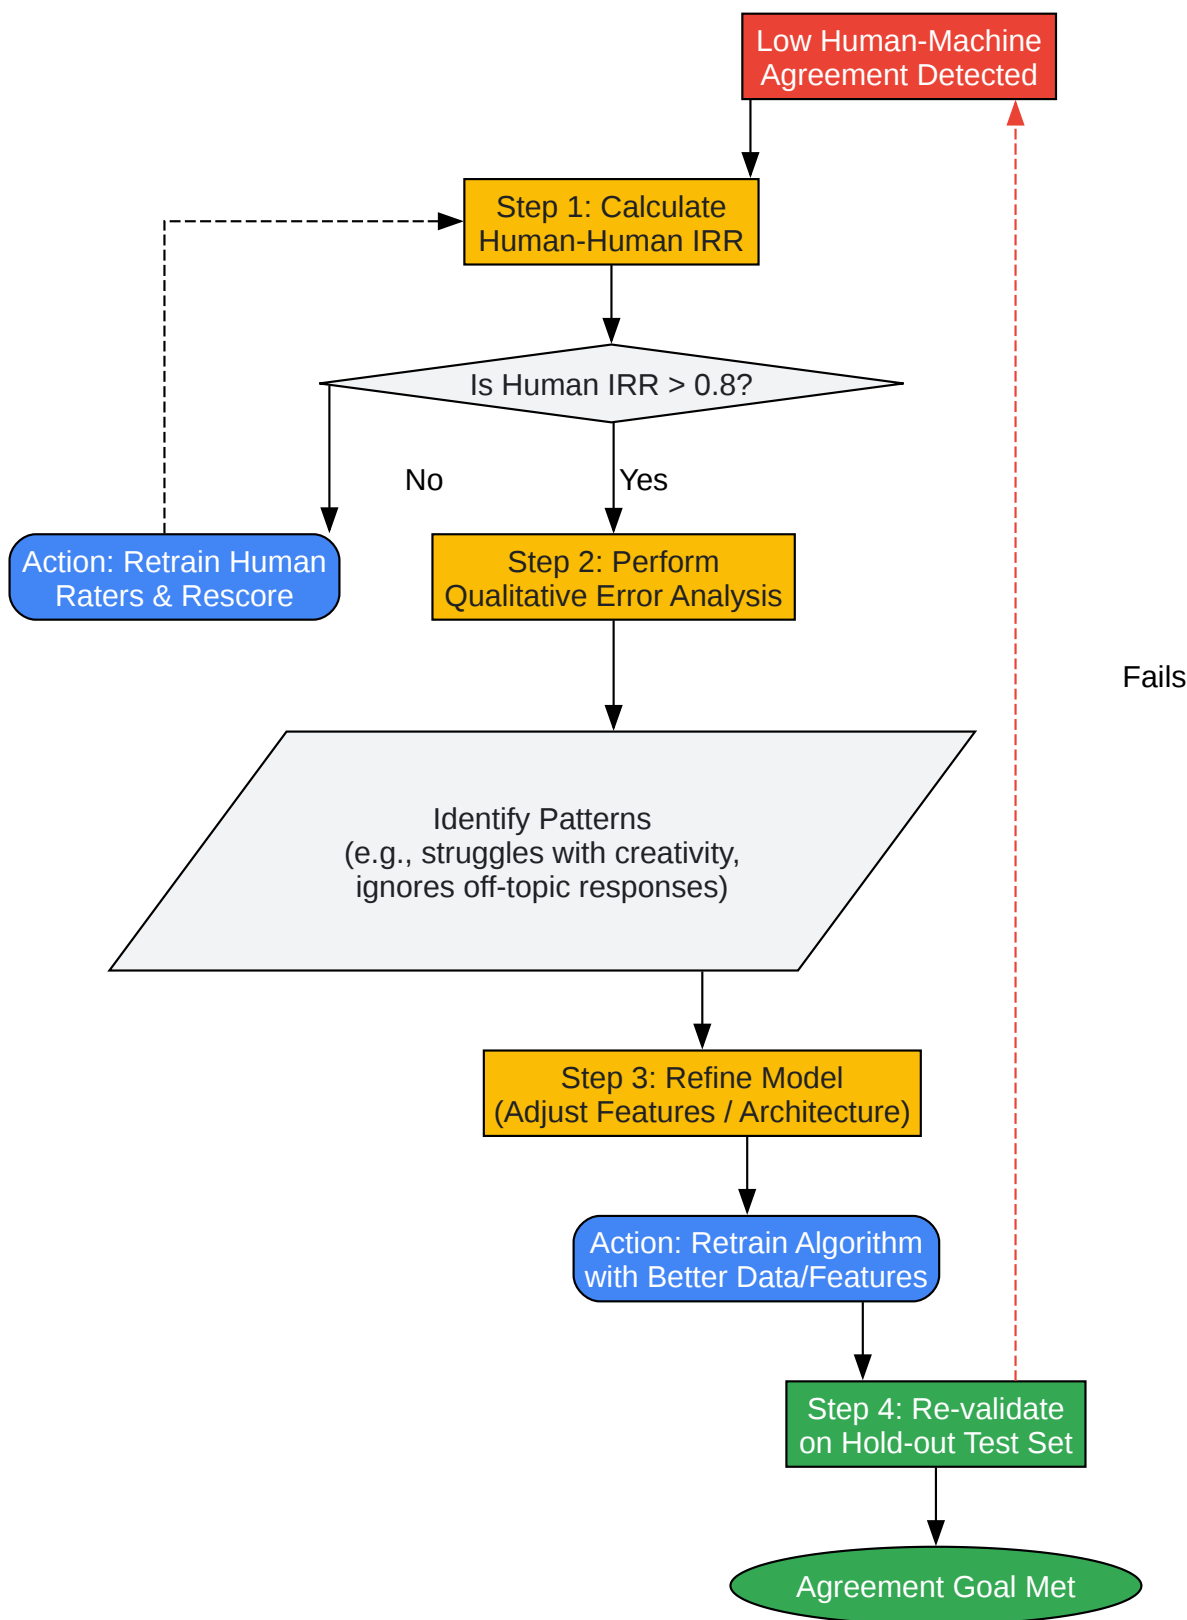 Low Human-Machine
Agreement Detected
Step 1: Calculate
Human-Human IRR
Is Human IRR > 0.8?
No
Yes
Action: Retrain Human
Raters & Rescore
Step 2: Perform
Qualitative Error Analysis
Fails
Identify Patterns
(e.g., struggles with creativity,
ignores off-topic responses)
Step 3: Refine Model
(Adjust Features / Architecture)
Action: Retrain Algorithm
with Better Data/Features
Step 4: Re-validate
on Hold-out Test Set
Agreement Goal Met